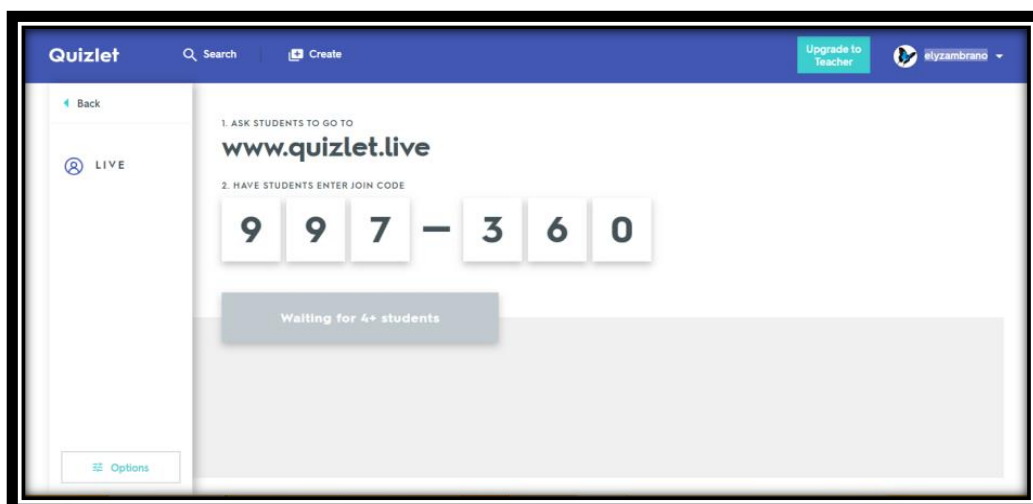 Quizlet
Search
Create
Upgrade to
Teacher
elyzambrano
Back
LIVE
1. ASK STUDENTS TO GO TO
www.quizlet.live
2. HAVE STUDENTS ENTER JOIN CODE
997-360
Waiting for 4+ students
Options